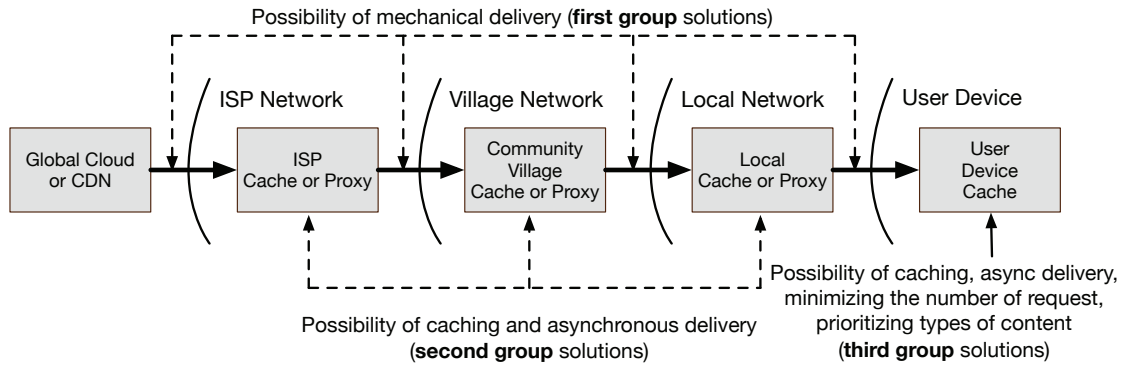 Possibility of mechanical delivery (first group solutions)
ISP Network
Village Network
Local Network
User Device
Global Cloud
or CDN
ISP
Cache or Proxy
Community
Village
Cache or Proxy
Local
Cache or Proxy
User
Device
Cache
Possibility of caching and asynchronous delivery
(second group solutions)
Possibility of caching, async delivery,
minimizing the number of request,
prioritizing types of content
(third group solutions)